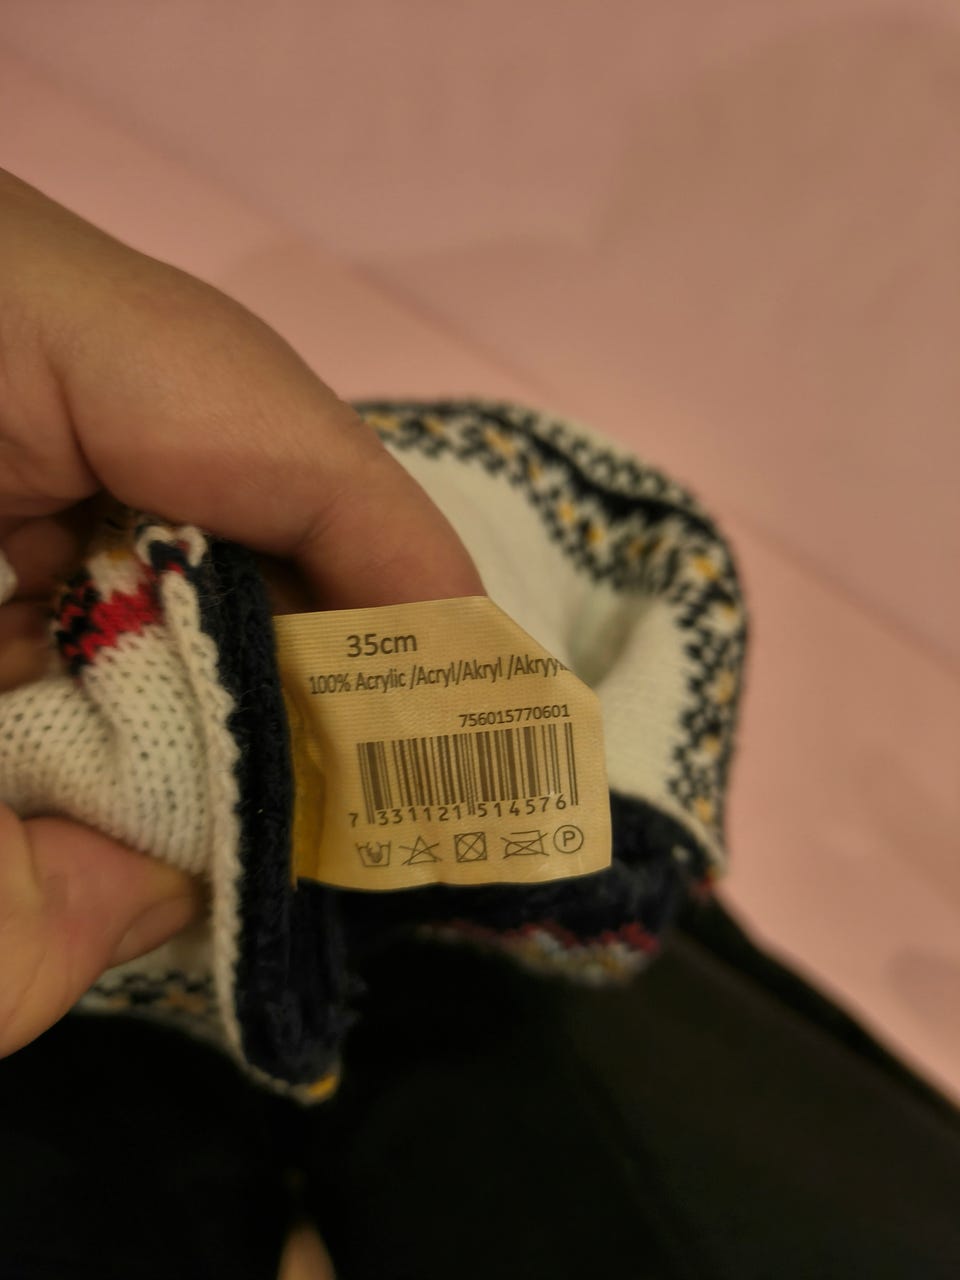 35cm
100% Acrylic /Acryl/Akryl
756015770601
7 331121 514576
P